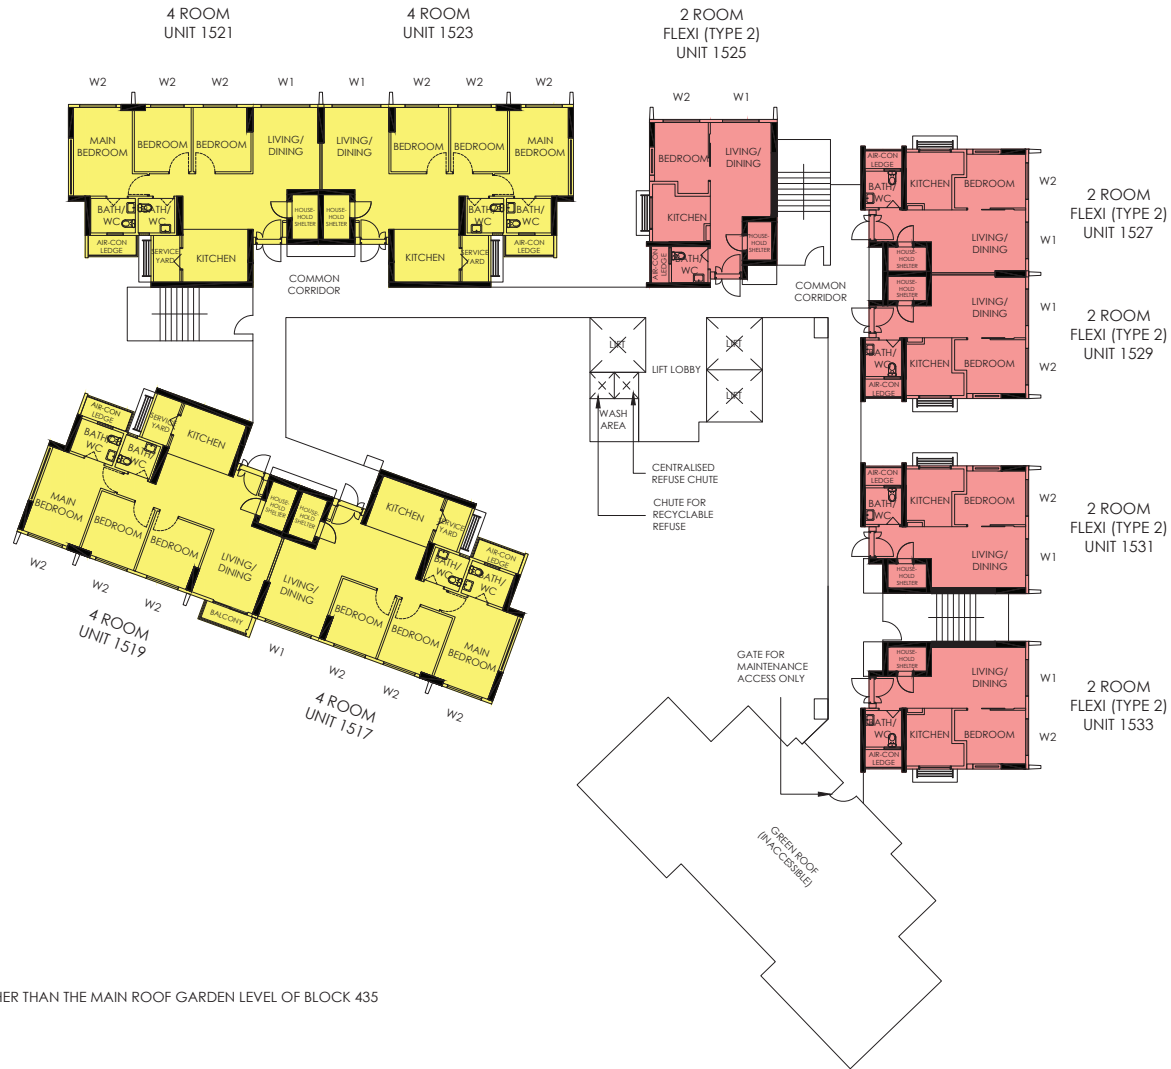 4 ROOM
UNIT 1521
4 ROOM
UNIT 1523
2 ROOM
FLEXI (TYPE 2)
UNIT 1525
W2
W2
W2
W1
W1
W2
W2
W2
MAIN
BEDROOM
BEDROOM
BEDROOM
LIVING/
DINING
LIVING/
DINING
BEDROOM
BEDROOM
MAIN
BEDROOM
BATH/
WC
BATH/
WC
AIR-CON
LEDGE
SERVICE
YARD
KITCHEN
HOUSE-
HOLD
SHELTER
HOUSE-
HOLD
SHELTER
KITCHEN
SERVICE
YARD
BATH/
WC
BATH/
WC
AIR-CON
LEDGE
COMMON
CORRIDOR
W2
W1
BEDROOM
LIVING/
DINING
KITCHEN
HOUSE-
HOLD
SHELTER
AIR-CON
LEDGE
BATH/
WC
COMMON
CORRIDOR
AIR-CON
LEDGE
BATH/
WC
KITCHEN
BEDROOM
W2
LIVING/
DINING
W1
HOUSE-
HOLD
SHELTER
2 ROOM
FLEXI (TYPE 2)
UNIT 1527
HOUSE-
HOLD
SHELTER
LIVING/
DINING
W1
BATH/
WC
KITCHEN
BEDROOM
W2
AIR-CON
LEDGE
2 ROOM
FLEXI (TYPE 2)
UNIT 1529
LIFT
LIFT
LIFT LOBBY
LIFT
WASH
AREA
CENTRALISED
REFUSE CHUTE
CHUTE FOR
RECYCLABLE
REFUSE
AIR-CON
LEDGE
BATH/
WC
KITCHEN
BEDROOM
W2
LIVING/
DINING
W1
HOUSE-
HOLD
SHELTER
2 ROOM
FLEXI (TYPE 2)
UNIT 1531
AIR-CON
LEDGE
SERVICE
YARD
KITCHEN
BATH/
WC
BATH/
WC
MAIN
BEDROOM
BEDROOM
BEDROOM
LIVING/
DINING
HOUSE-
HOLD
SHELTER
BALCONY
W2
W2
W2
4 ROOM
UNIT 1519
HOUSE-
HOLD
SHELTER
KITCHEN
SERVICE
YARD
AIR-CON
LEDGE
BATH/
WC
BATH/
WC
LIVING/
DINING
BEDROOM
BEDROOM
MAIN
BEDROOM
W1
W2
W2
W2
4 ROOM
UNIT 1517
GATE FOR
MAINTENANCE
ACCESS ONLY
HOUSE-
HOLD
SHELTER
LIVING/
DINING
W1
BATH/
WC
KITCHEN
BEDROOM
W2
AIR-CON
LEDGE
2 ROOM
FLEXI (TYPE 2)
UNIT 1533
GREEN ROOF
(INACCESSIBLE)
HER THAN THE MAIN ROOF GARDEN LEVEL OF BLOCK 435